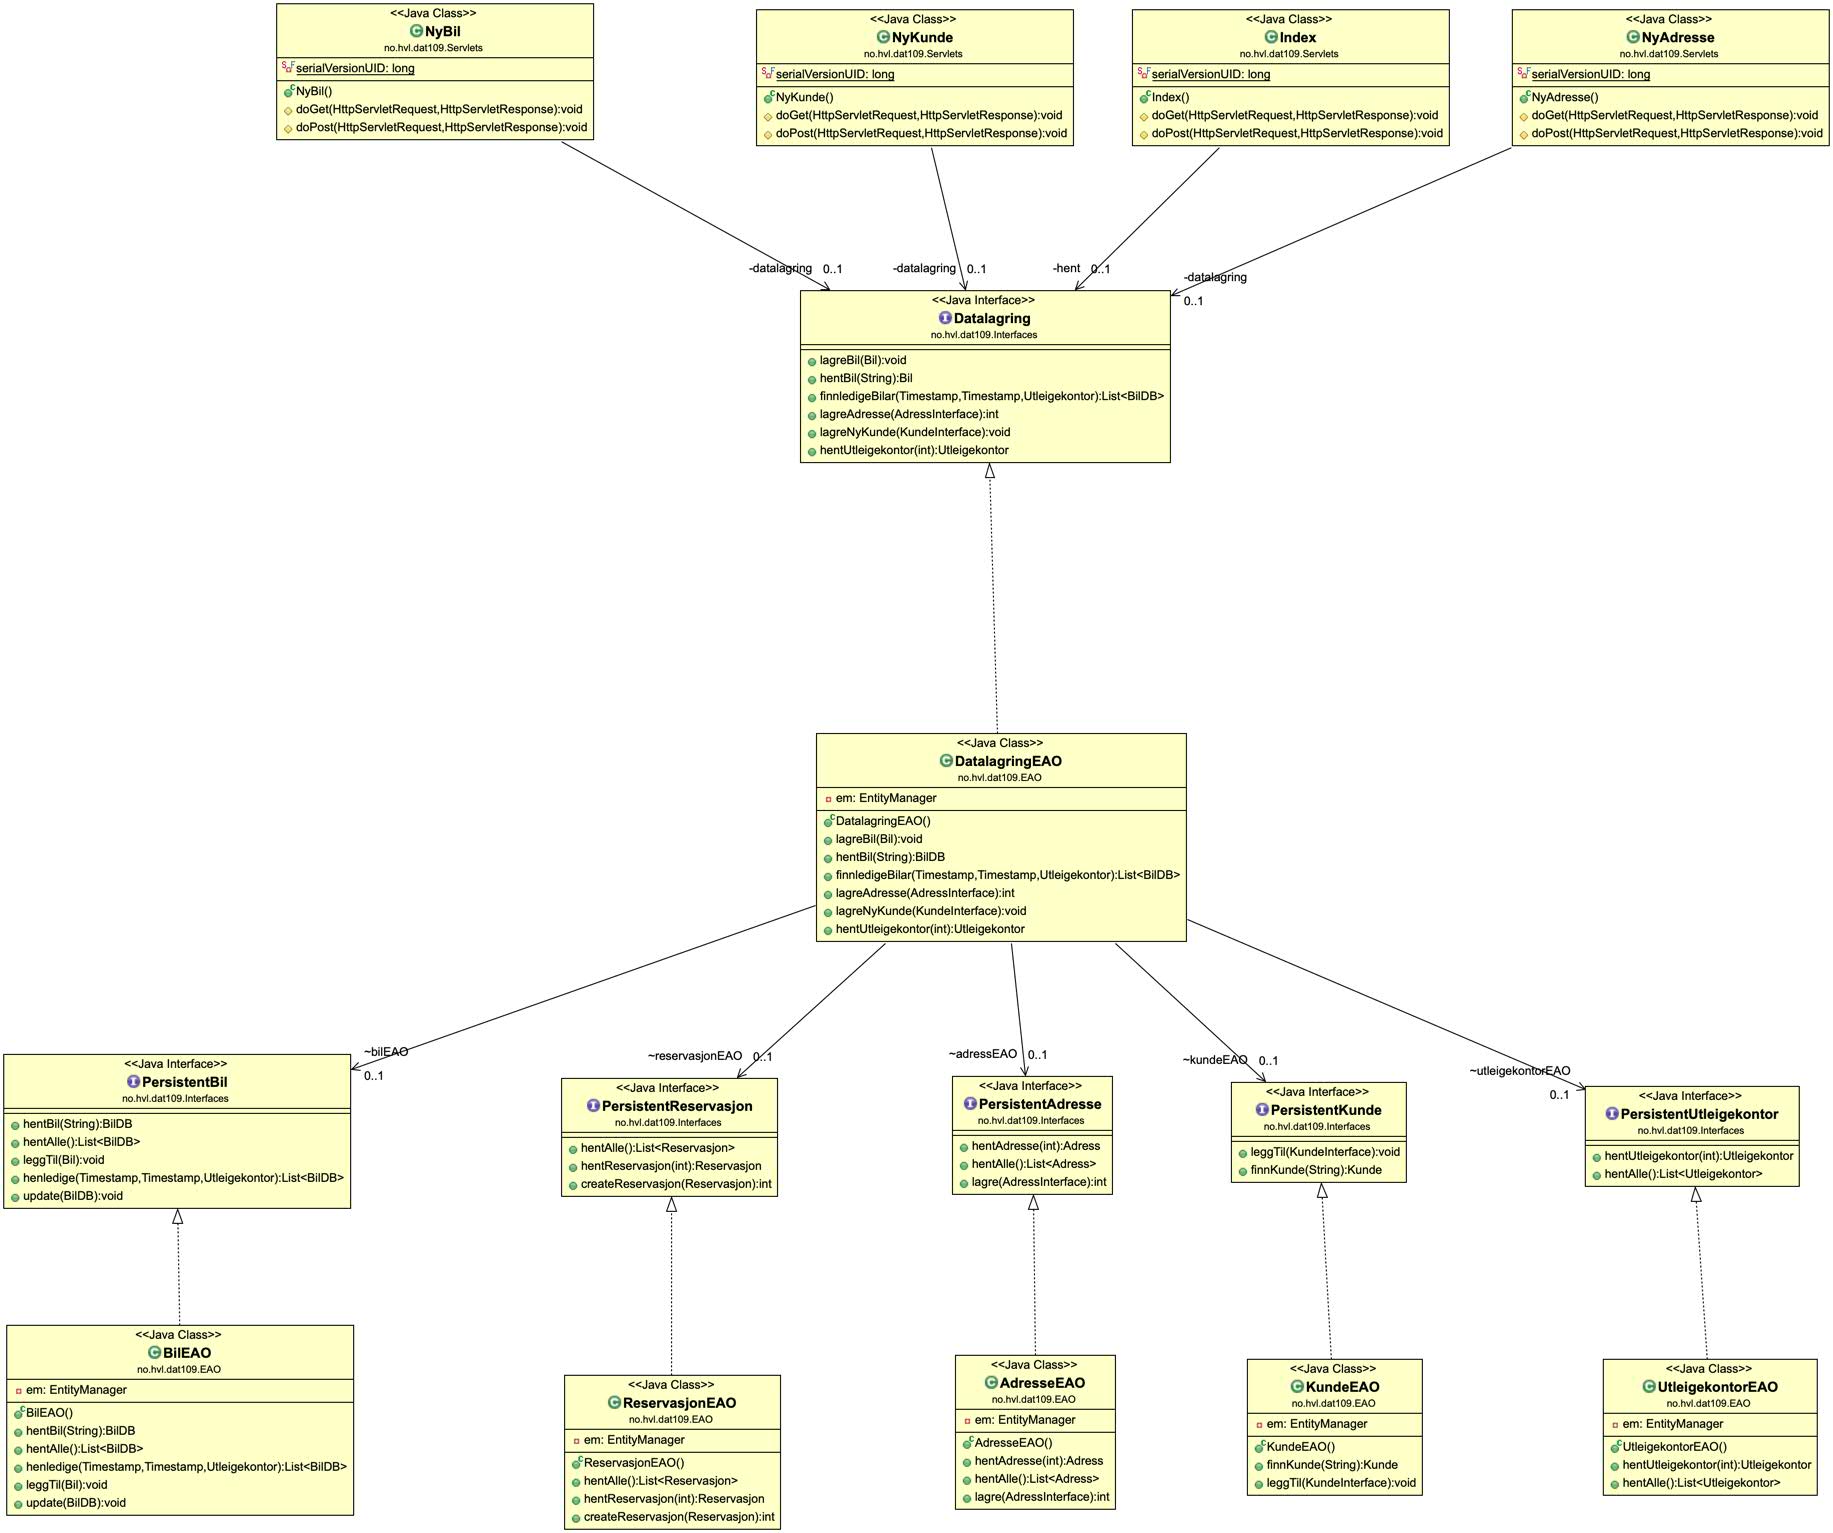 <<Java Class>>
NyBil
no.hvl.dat109.Servlets
serialVersionUID: long
NyBil()
doGet(HttpServletRequest,HttpServletResponse):void
doPost(HttpServletRequest,HttpServletResponse):void
<<Java Class>>
NyKunde
no.hvl.dat109.Servlets
serialVersionUID: long
NyKunde()
doGet(HttpServletRequest,HttpServletResponse):void
doPost(HttpServletRequest,HttpServletResponse):void
<<Java Class>>
Index
no.hvl.dat109.Servlets
serialVersionUID: long
Index()
doGet(HttpServletRequest,HttpServletResponse):void
doPost(HttpServletRequest,HttpServletResponse):void
<<Java Class>>
NyAdresse
no.hvl.dat109.Servlets
serialVersionUID: long
NyAdresse()
doGet(HttpServletRequest,HttpServletResponse):void
doPost(HttpServletRequest,HttpServletResponse):void
-datalagring 0..1
-datalagring 0..1
-hent 0..1
-datalagring
0..1
<<Java Interface>>
Datalagring
no.hvl.dat109.Interfaces
lagreBil(Bil):void
hentBil(String):Bil
finnledigeBilar(Timestamp,Timestamp,Utleigekontor):List<BilDB>
lagreAdresse(AdressInterface):int
lagreNyKunde(KundeInterface):void
hentUtleigekontor(int):Utleigekontor
<<Java Class>>
DatalagringEAO
no.hvl.dat109.EAO
em: EntityManager
DatalagringEAO()
lagreBil(Bil):void
hentBil(String):BilDB
finnledigeBilar(Timestamp,Timestamp,Utleigekontor):List<BilDB>
lagreAdresse(AdressInterface):int
lagreNyKunde(KundeInterface):void
hentUtleigekontor(int):Utleigekontor
~bilEAO
0..1
~reservasjonEAO 0..1
~adressEAO 0..1
~kundeEAO 0..1
~utleigekontorEAO
0..1
<<Java Interface>>
PersistentBil
no.hvl.dat109.Interfaces
hentBil(String):BilDB
hentAlle():List<BilDB>
leggTil(Bil):void
henledige(Timestamp,Timestamp,Utleigekontor):List<BilDB>
update(BilDB):void
<<Java Interface>>
PersistentReservasjon
no.hvl.dat109.Interfaces
hentAlle():List<Reservasjon>
hentReservasjon(int):Reservasjon
createReservasjon(Reservasjon):int
<<Java Interface>>
PersistentAdresse
no.hvl.dat109.Interfaces
hentAdresse(int):Adress
hentAlle():List<Adress>
lagre(AdressInterface):int
<<Java Interface>>
PersistentKunde
no.hvl.dat109.Interfaces
leggTil(KundeInterface):void
finnKunde(String):Kunde
<<Java Interface>>
PersistentUtleigekontor
no.hvl.dat109.Interfaces
hentUtleigekontor(int):Utleigekontor
hentAlle():List<Utleigekontor>
<<Java Class>>
BilEAO
no.hvl.dat109.EAO
em: EntityManager
BilEAO()
hentBil(String):BilDB
hentAlle():List<BilDB>
henledige(Timestamp,Timestamp,Utleigekontor):List<BilDB>
leggTil(Bil):void
update(BilDB):void
<<Java Class>>
ReservasjonEAO
no.hvl.dat109.EAO
em: EntityManager
ReservasjonEAO()
hentAlle():List<Reservasjon>
hentReservasjon(int):Reservasjon
createReservasjon(Reservasjon):int
<<Java Class>>
AdresseEAO
no.hvl.dat109.EAO
em: EntityManager
AdresseEAO()
hentAdresse(int):Adress
hentAlle():List<Adress>
lagre(AdressInterface):int
<<Java Class>>
KundeEAO
no.hvl.dat109.EAO
em: EntityManager
KundeEAO()
finnKunde(String):Kunde
leggTil(KundeInterface):void
<<Java Class>>
UtleigekontorEAO
no.hvl.dat109.EAO
em: EntityManager
UtleigekontorEAO()
hentUtleigekontor(int):Utleigekontor
hentAlle():List<Utleigekontor>